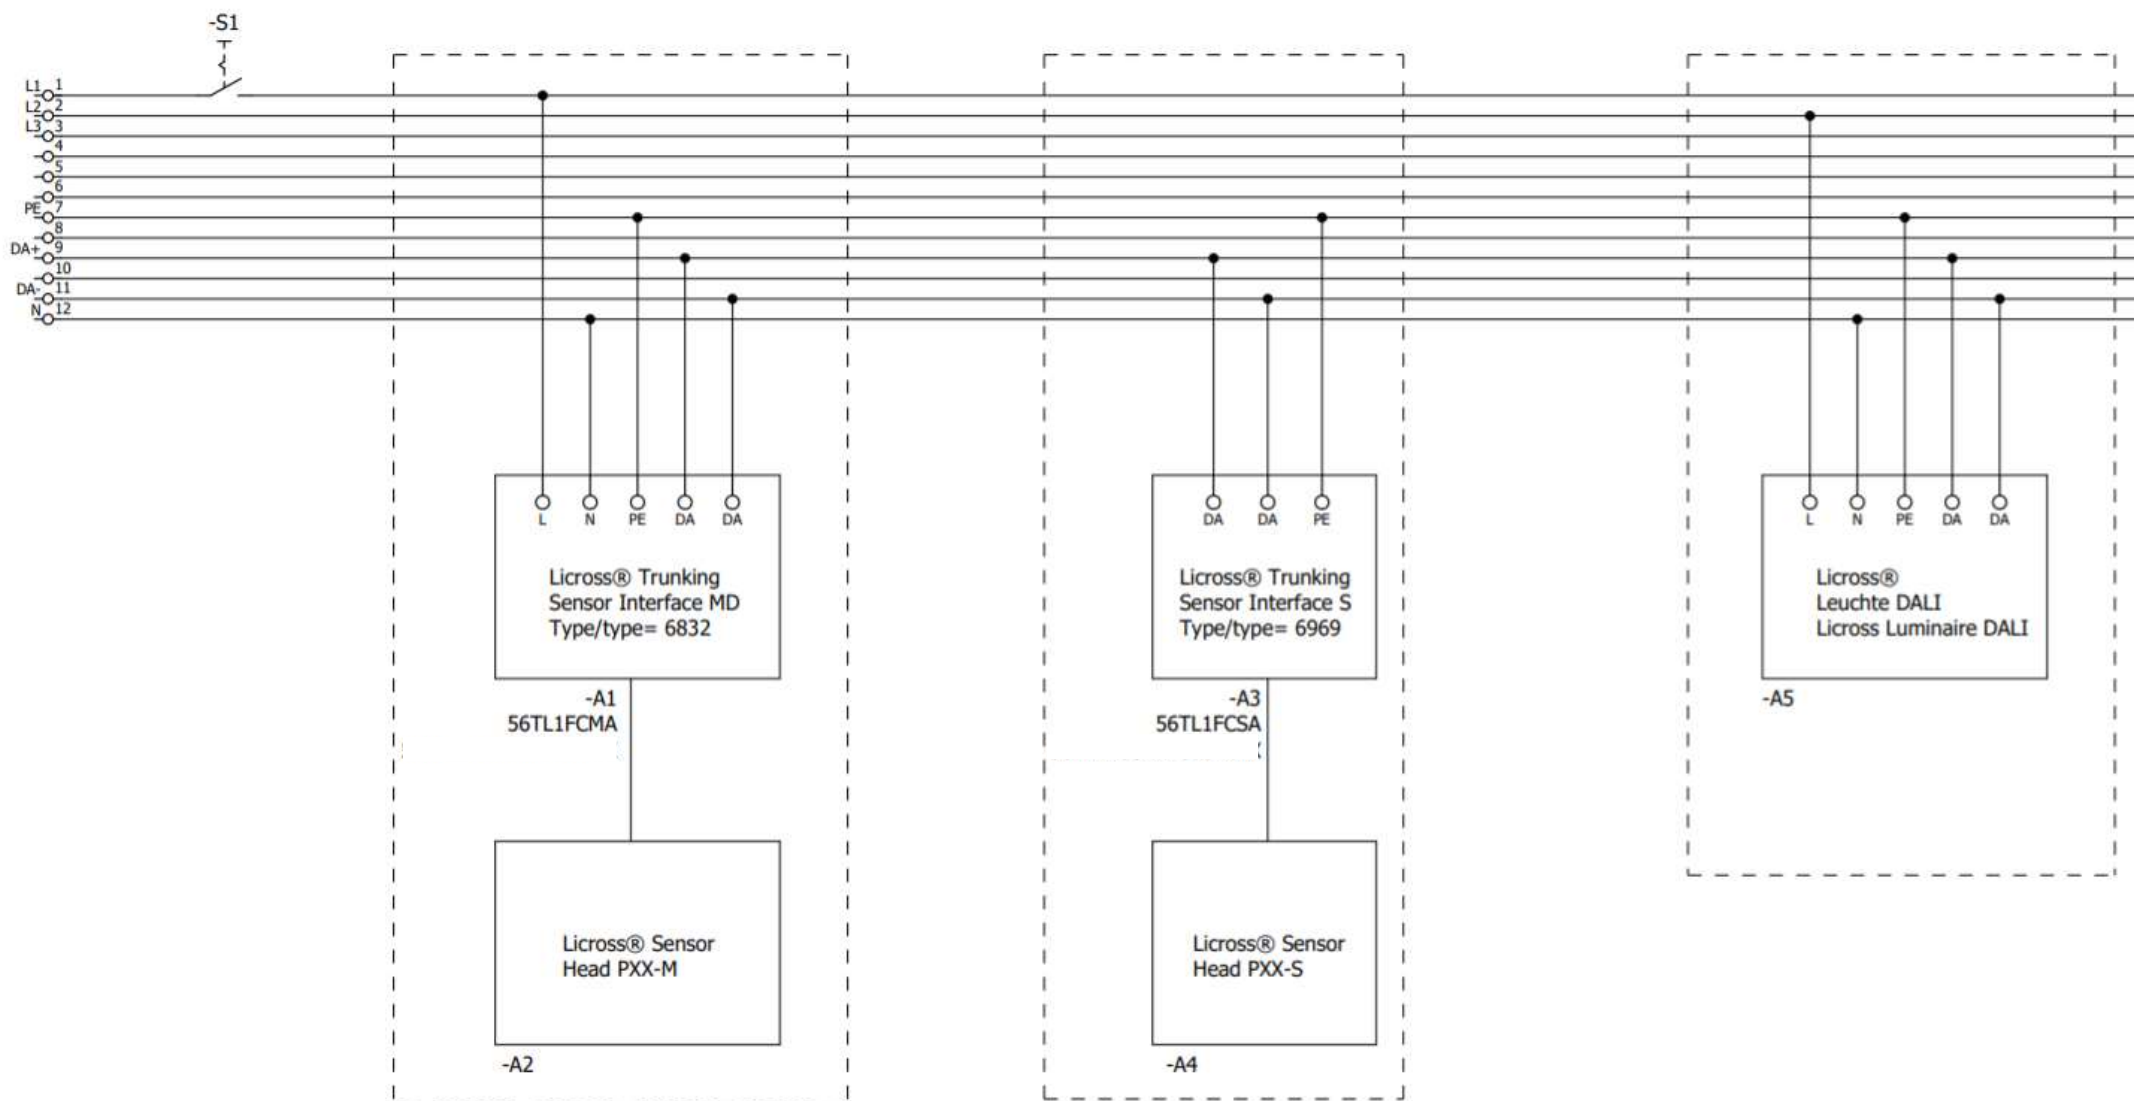 -S1
L1 1
L2 2
L3 3
4
5
6
PE 7
8
DA+ 9
10
DA- 11
N 12
L N PE DA DA
Licross® Trunking
Sensor Interface MD
Type/type= 6832
-A1
56TL1FCMA
Licross® Sensor
Head PXX-M
-A2
DA DA PE
Licross® Trunking
Sensor Interface S
Type/type= 6969
-A3
56TL1FCSA
Licross® Sensor
Head PXX-S
-A4
L N PE DA DA
Licross®
Leuchte DALI
Licross Luminaire DALI
-A5